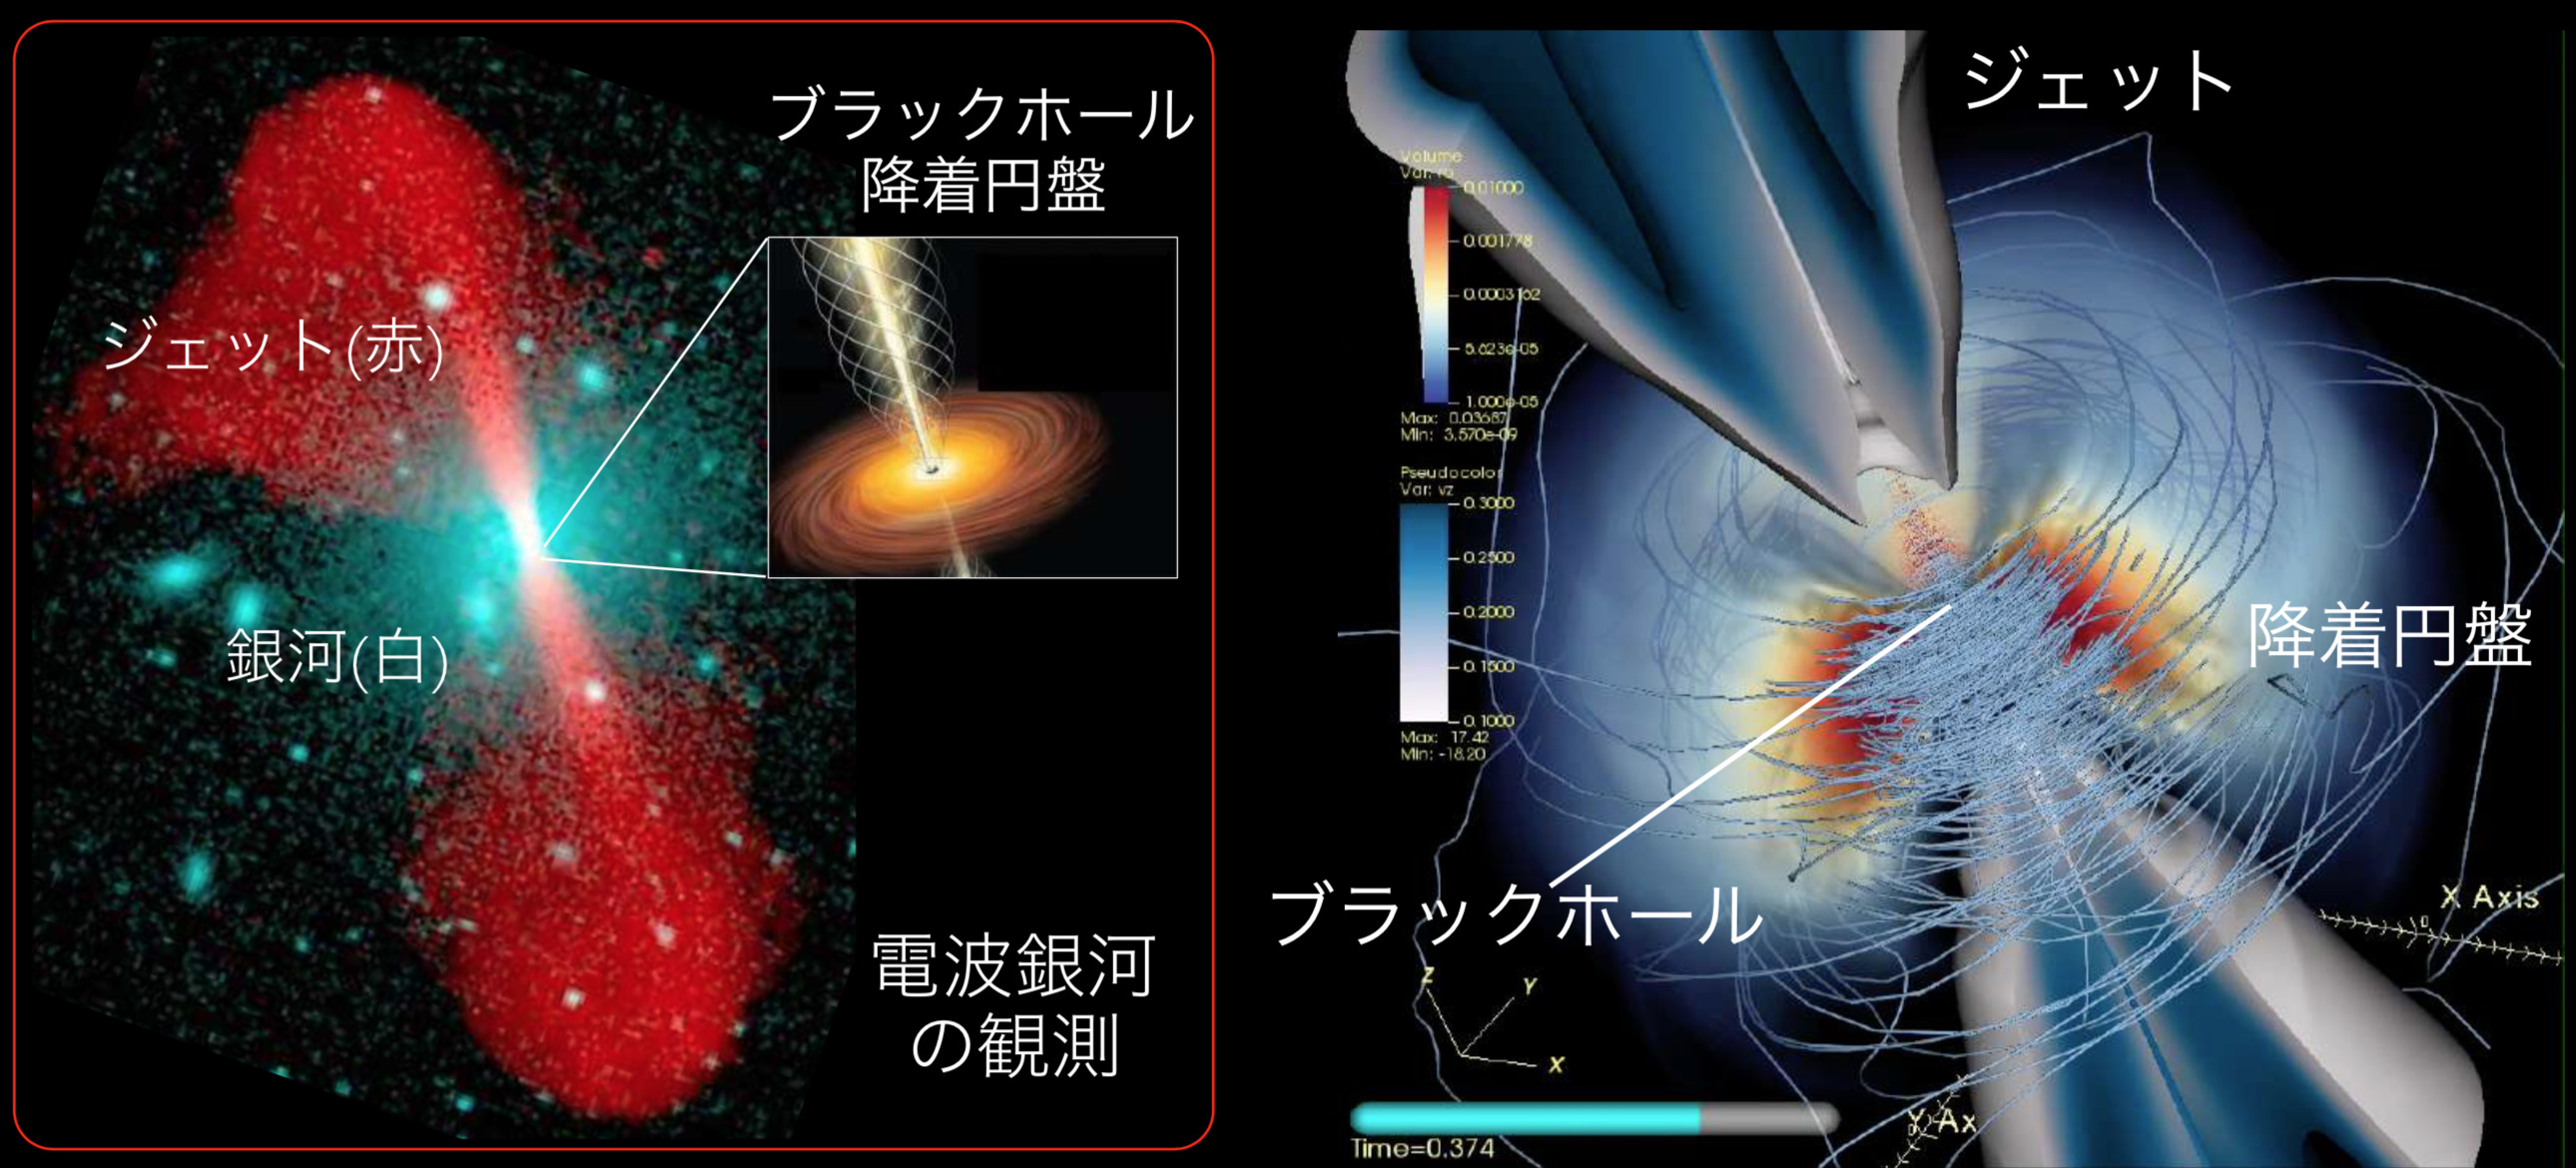 ブラックホール
降着円盤
ジェット(赤)
銀河(白)
電波銀河
の観測
ジェット
Volume
0.01000
0.001778
0.0003162
5.623e-05
1.000e-05
Max: 0.03687
Min: 3.570e-09
Pseudocolor
Var: vz
0.3000
0.2500
0.2000
0.1500
0.1000
Max: 17.42
Min: -18.20
降着円盤
ブラックホール
X Axis
Z
Y
X
Y Ax
Time=0.374